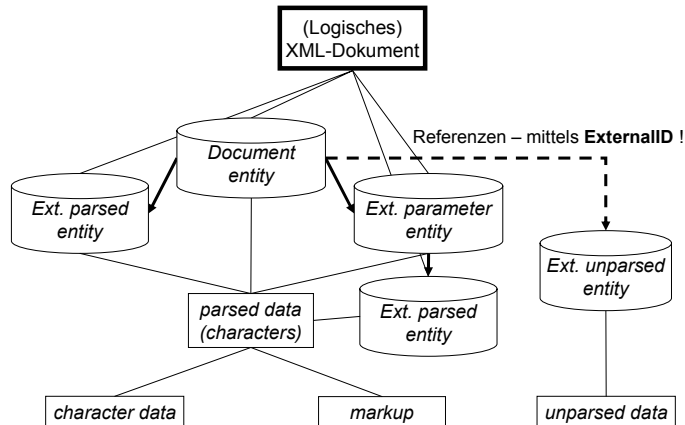 (Logisches)
XML-Dokument
Referenzen – mittels ExternalID !
Document
entity
Ext. parsed
entity
Ext. parameter
entity
Ext. unparsed
entity
parsed data
(characters)
Ext. parsed
entity
character data
markup
unparsed data